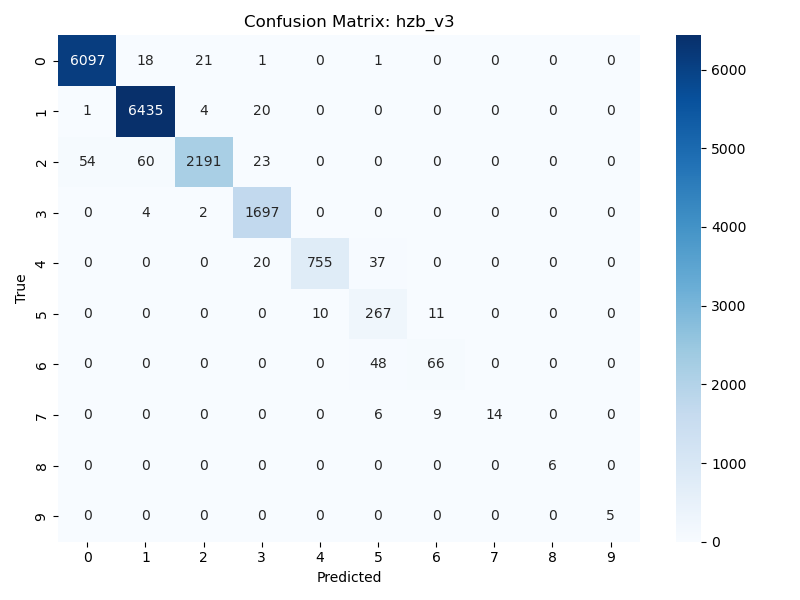 Confusion Matrix: hzb_v3
0 6097 18 21 1 0 1 0 0 0 0
1 1 6435 4 20 0 0 0 0 0 0
2 54 60 2191 23 0 0 0 0 0 0
3 0 4 2 1697 0 0 0 0 0 0
4 0 0 0 20 755 37 0 0 0 0
5 0 0 0 0 10 267 11 0 0 0
6 0 0 0 0 0 48 66 0 0 0
7 0 0 0 0 0 6 9 14 0 0
8 0 0 0 0 0 0 0 0 6 0
9 0 0 0 0 0 0 0 0 0 5
0 1 2 3 4 5 6 7 8 9
Predicted
True
6000
5000
4000
3000
2000
1000
0